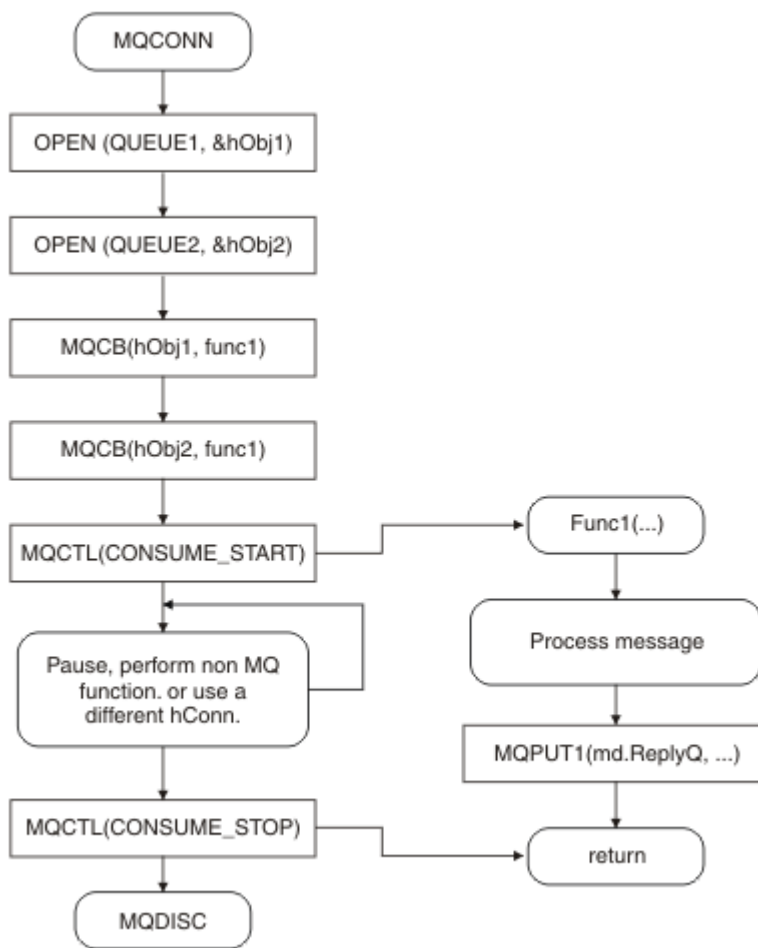 MQCONN
OPEN (QUEUE1, &hObj1)
OPEN (QUEUE2, &hObj2)
MQCB(hObj1, func1)
MQCB(hObj2, func1)
MQCTL(CONSUME_START)
Pause, perform non MQ
function. or use a
different hConn.
MQCTL(CONSUME_STOP)
MQDISC
Func1(...)
Process message
MQPUT1(md.ReplyQ, ...)
return